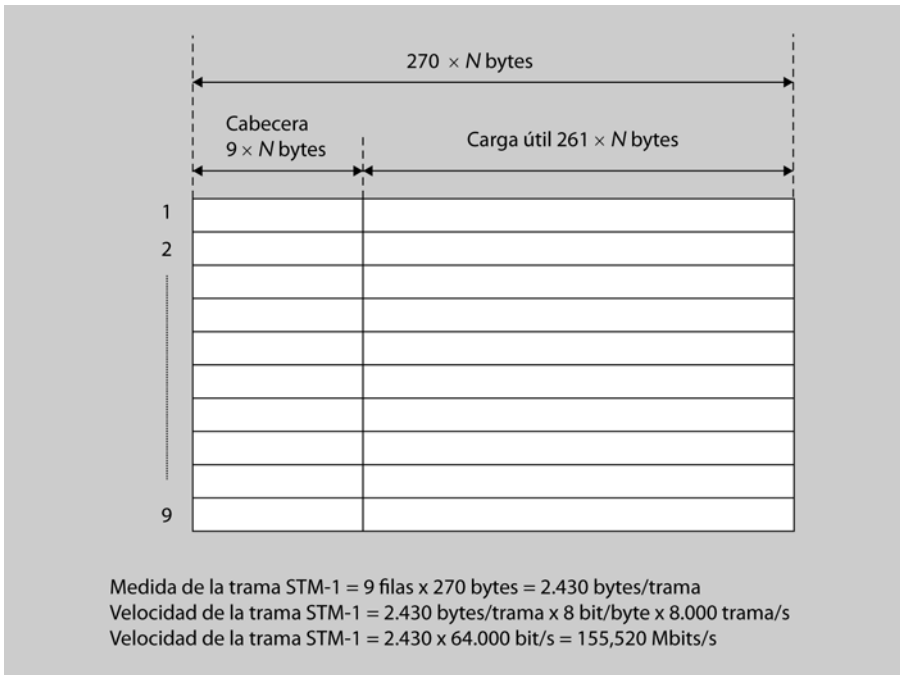 270 × N bytes
Cabecera
9 × N bytes
Carga útil 261 × N bytes
1
2
9
Medida de la trama STM-1 = 9 filas x 270 bytes = 2.430 bytes/trama
Velocidad de la trama STM-1 = 2.430 bytes/trama x 8 bit/byte x 8.000 trama/s
Velocidad de la trama STM-1 = 2.430 x 64.000 bit/s = 155,520 Mbits/s